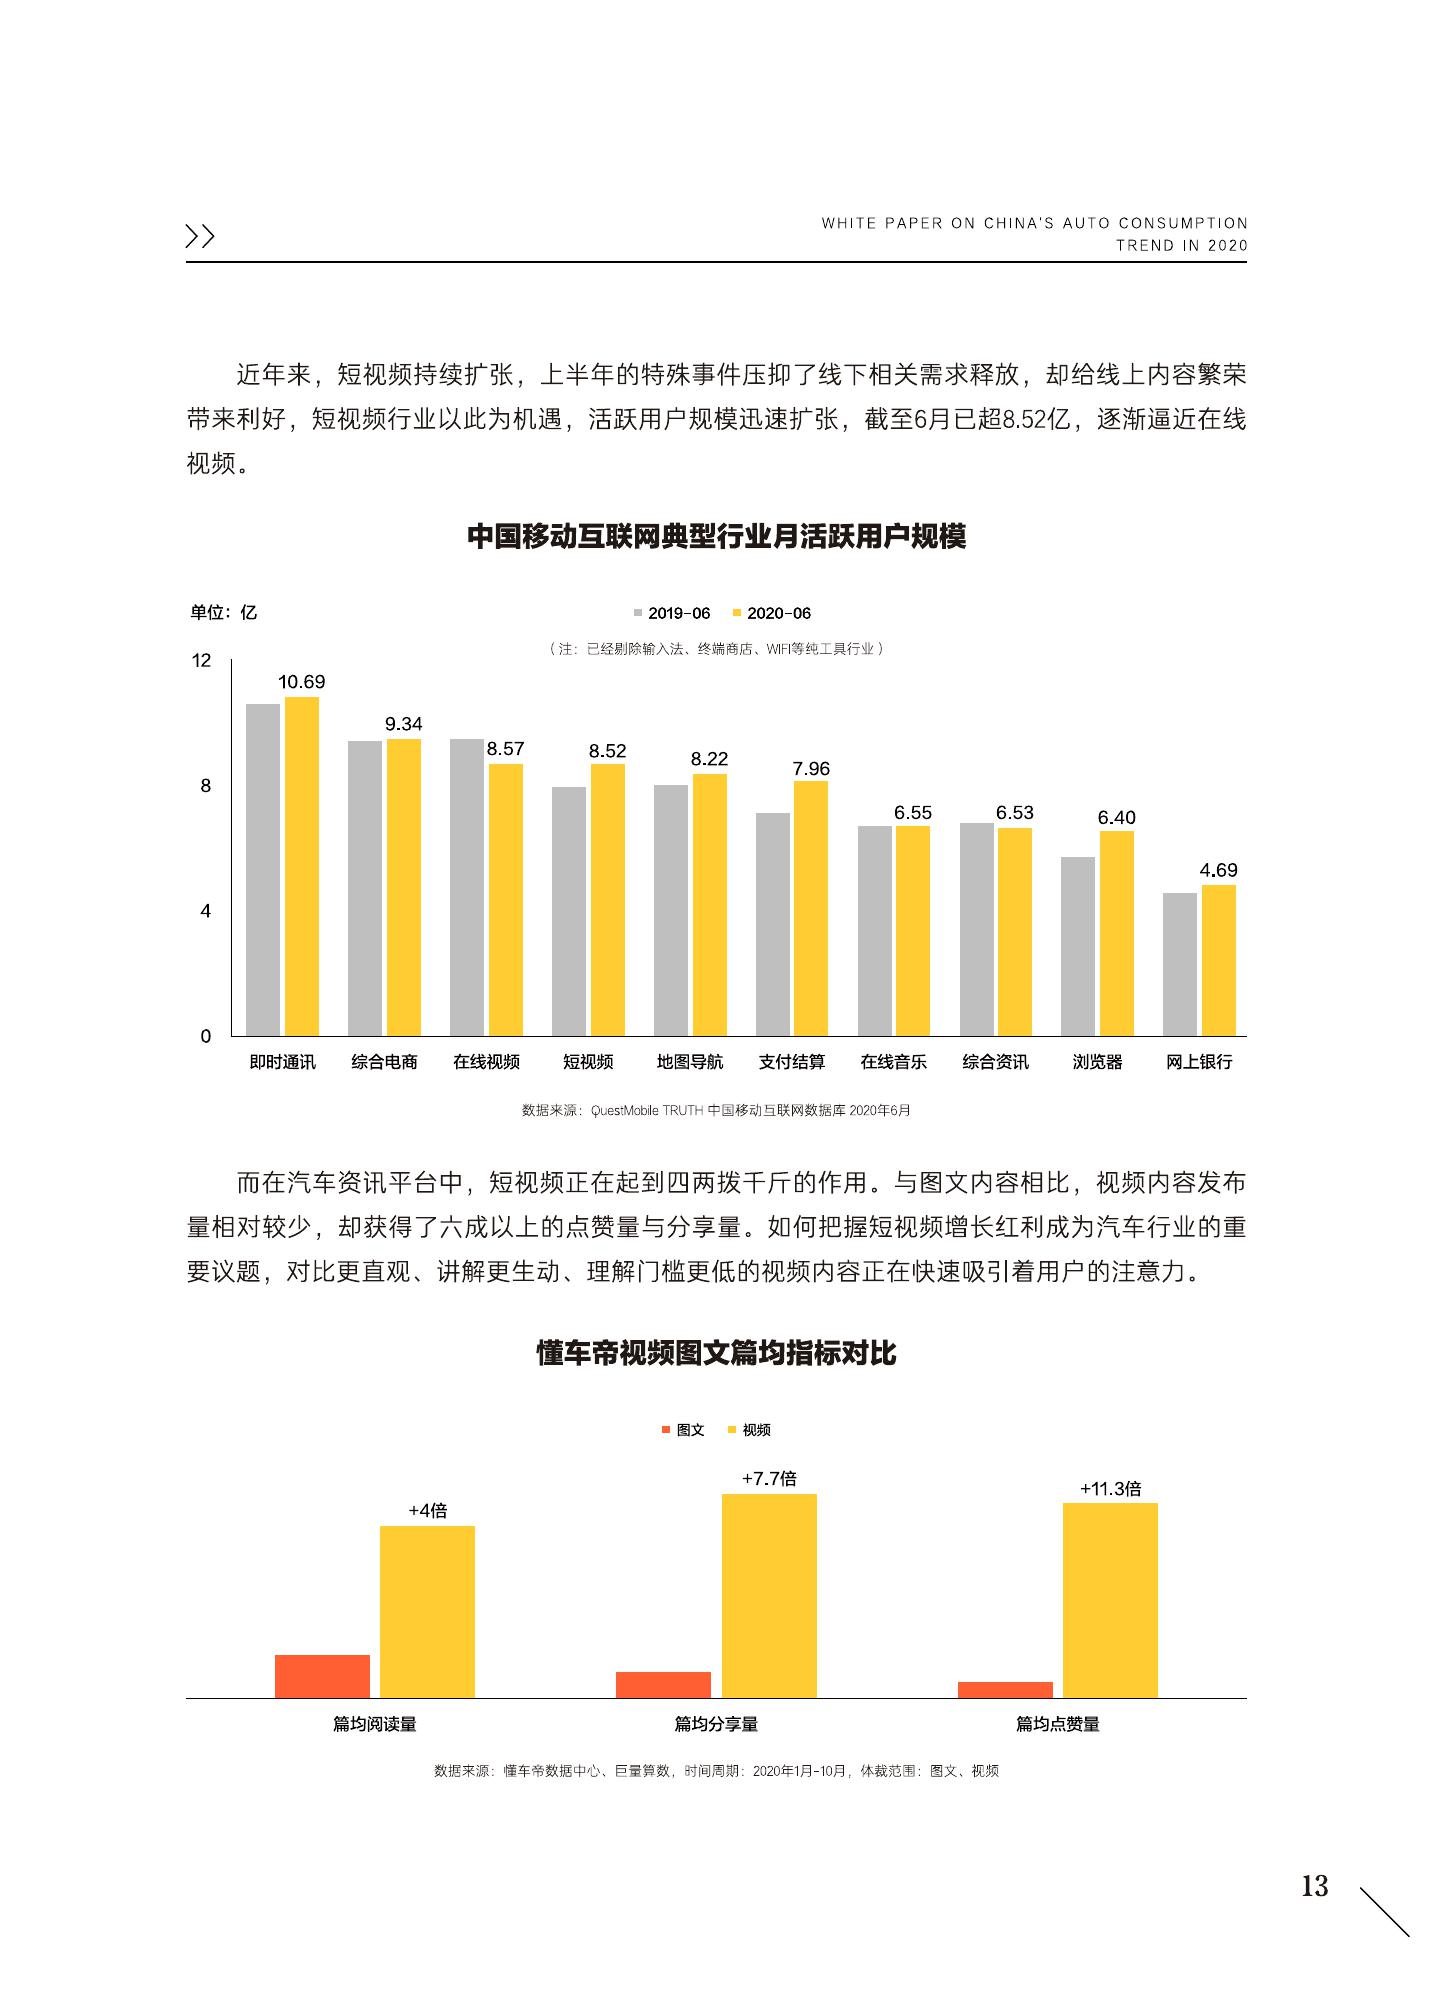 WHITE PAPER ON CHINA'S AUTO CONSUMPTION
TREND IN 2020
近年来，短视频持续扩张，上半年的特殊事件压抑了线下相关需求释放，却给线上内容繁荣
带来利好，短视频行业以此为机遇，活跃用户规模迅速扩张，截至6月已超8.52亿，逐渐逼近在线
视频。
中国移动互联网典型行业月活跃用户规模
单位：亿
2019-06 2020-06
（注：已经剔除输入法、终端商店、WIFI等纯工具行业）
12
8
4
0
10.69
9.34
8.57
8.52
8.22
7.96
6.55
6.53
6.40
4.69
即时通讯 综合电商 在线视频 短视频 地图导航 支付结算 在线音乐 综合资讯 浏览器 网上银行
数据来源：QuestMobile TRUTH 中国移动互联网数据库 2020年6月
而在汽车资讯平台中，短视频正在起到四两拨千斤的作用。与图文内容相比，视频内容发布
量相对较少，却获得了六成以上的点赞量与分享量。如何把握短视频增长红利成为汽车行业的重
要议题，对比更直观、讲解更生动、理解门槛更低的视频内容正在快速吸引着用户的注意力。
懂车帝视频图文篇均指标对比
图文 视频
+4倍
+7.7倍
+11.3倍
篇均阅读量 篇均分享量 篇均点赞量
数据来源：懂车帝数据中心、巨量算数，时间周期：2020年1月-10月，体裁范围：图文、视频
13